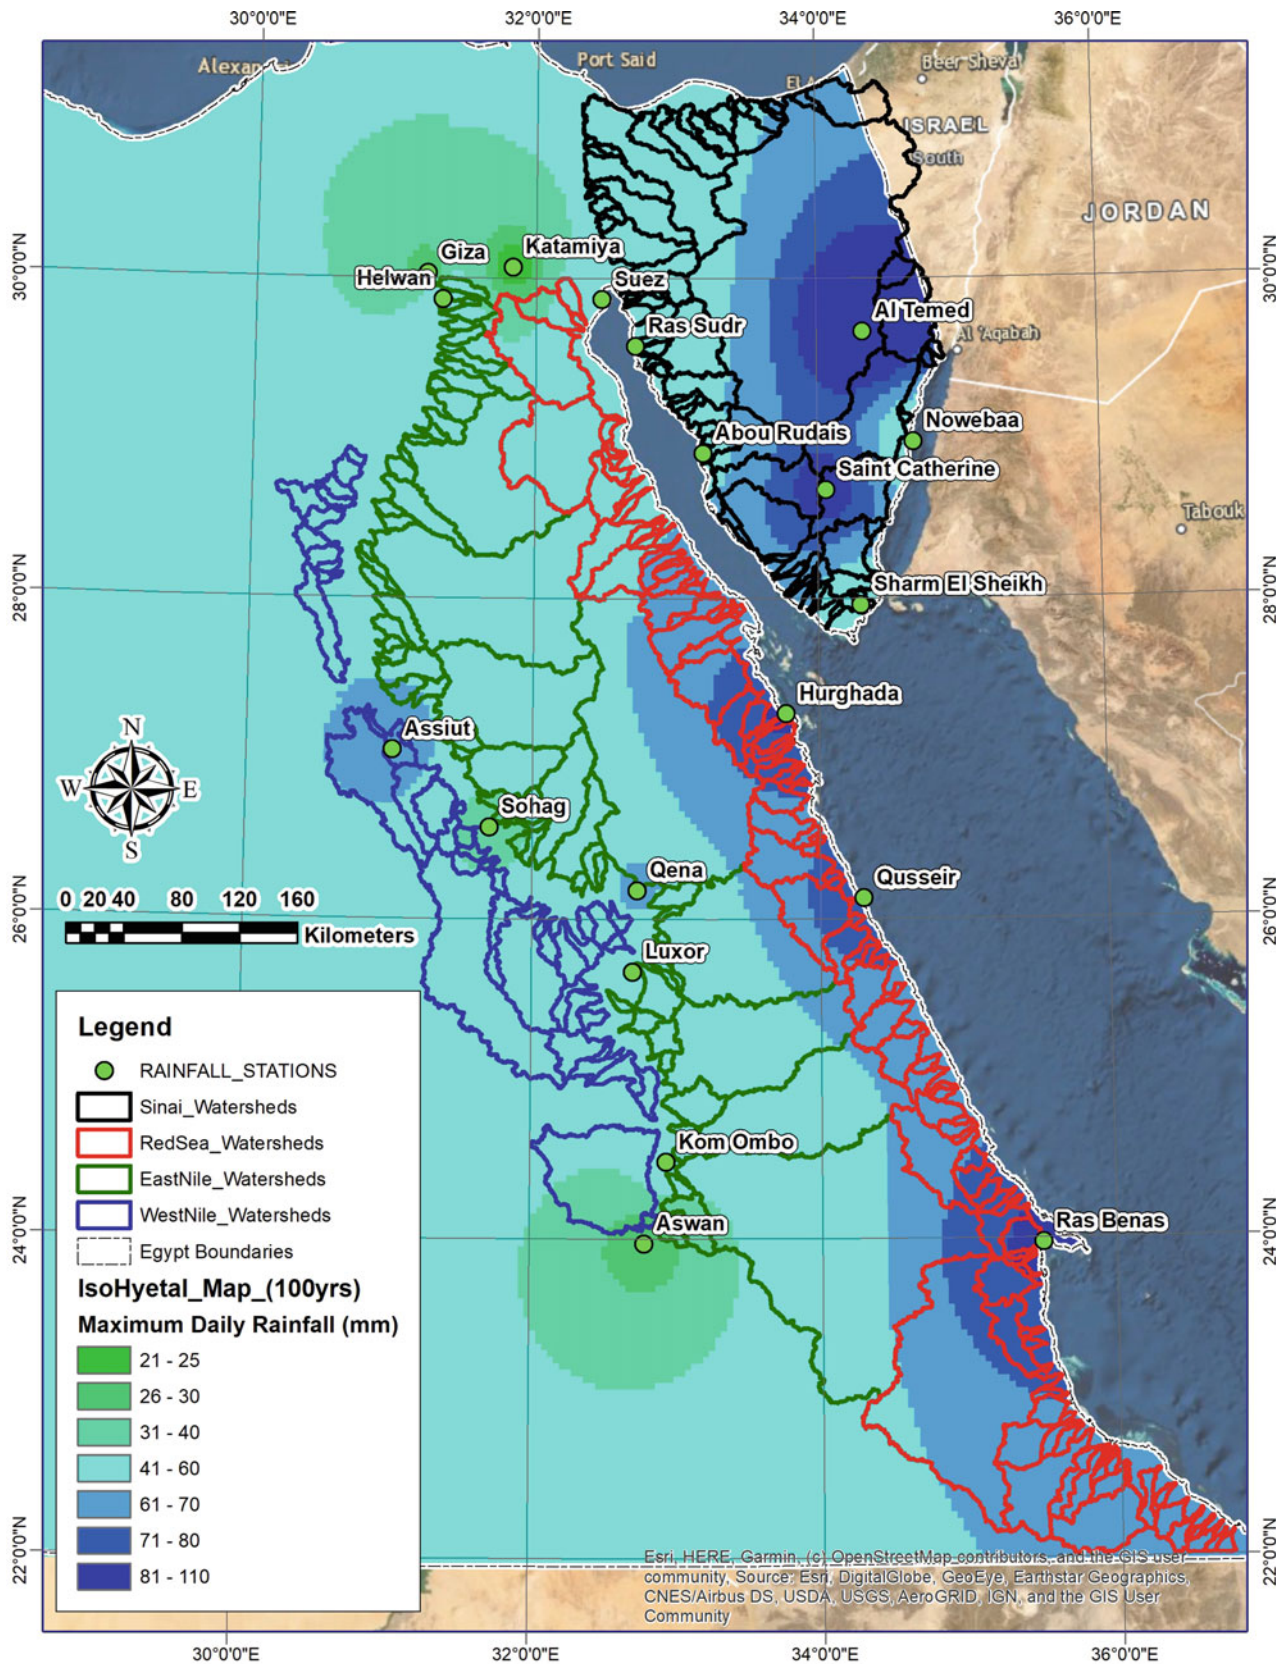 30°0'0"E
32°0'0"E
34°0'0"E
36°0'0"E
Port Said
Beer Sheva'
ISRAEL
South
JORDAN
30°0'0"N
30°0'0"N
Giza
Katamiya
Helwan
Suez
Ras Sudr
Al Temed
Al 'Aqabah
Abou Rudais
Nowebaa
Saint Catherine
Tabouk
28°0'0"N
28°0'0"N
Sharm El Sheikh
Hurghada
Assiut
N
W
E
S
Sohag
Qena
Qusseir
0 20 40 80 120 160
Kilometers
26°0'0"N
26°0'0"N
Luxor
Kom Ombo
Aswan
Ras Benas
24°0'0"N
24°0'0"N
22°0'0"N
22°0'0"N
Legend
RAINFALL_STATIONS
Sinai_Watersheds
RedSea_Watersheds
EastNile_Watersheds
WestNile_Watersheds
Egypt Boundaries
IsoHyetal_Map_(100yrs)
Maximum Daily Rainfall (mm)
21 - 25
26 - 30
31 - 40
41 - 60
61 - 70
71 - 80
81 - 110
Esri, HERE, Garmin, (c) OpenStreetMap contributors, and the GIS user
community, Source: Esri, DigitalGlobe, GeoEye, Earthstar Geographics,
CNES/Airbus DS, USDA, USGS, AeroGRID, IGN, and the GIS User
Community
30°0'0"E
32°0'0"E
34°0'0"E
36°0'0"E